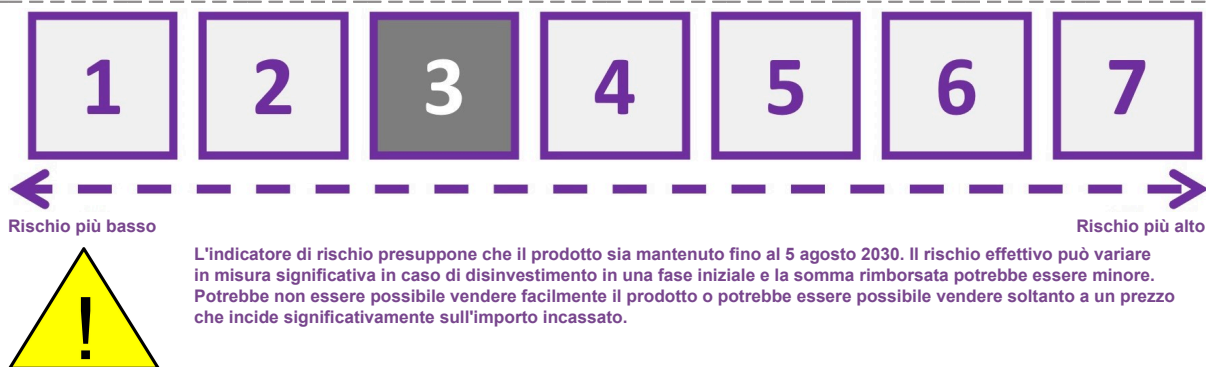 1 2 3 4 5 6 7
Rischio più basso Rischio più alto
L'indicatore di rischio presuppone che il prodotto sia mantenuto fino al 5 agosto 2030. Il rischio effettivo può variare
in misura significativa in caso di disinvestimento in una fase iniziale e la somma rimborsata potrebbe essere minore.
Potrebbe non essere possibile vendere facilmente il prodotto o potrebbe essere possibile vendere soltanto a un prezzo
che incide significativamente sull'importo incassato.
!